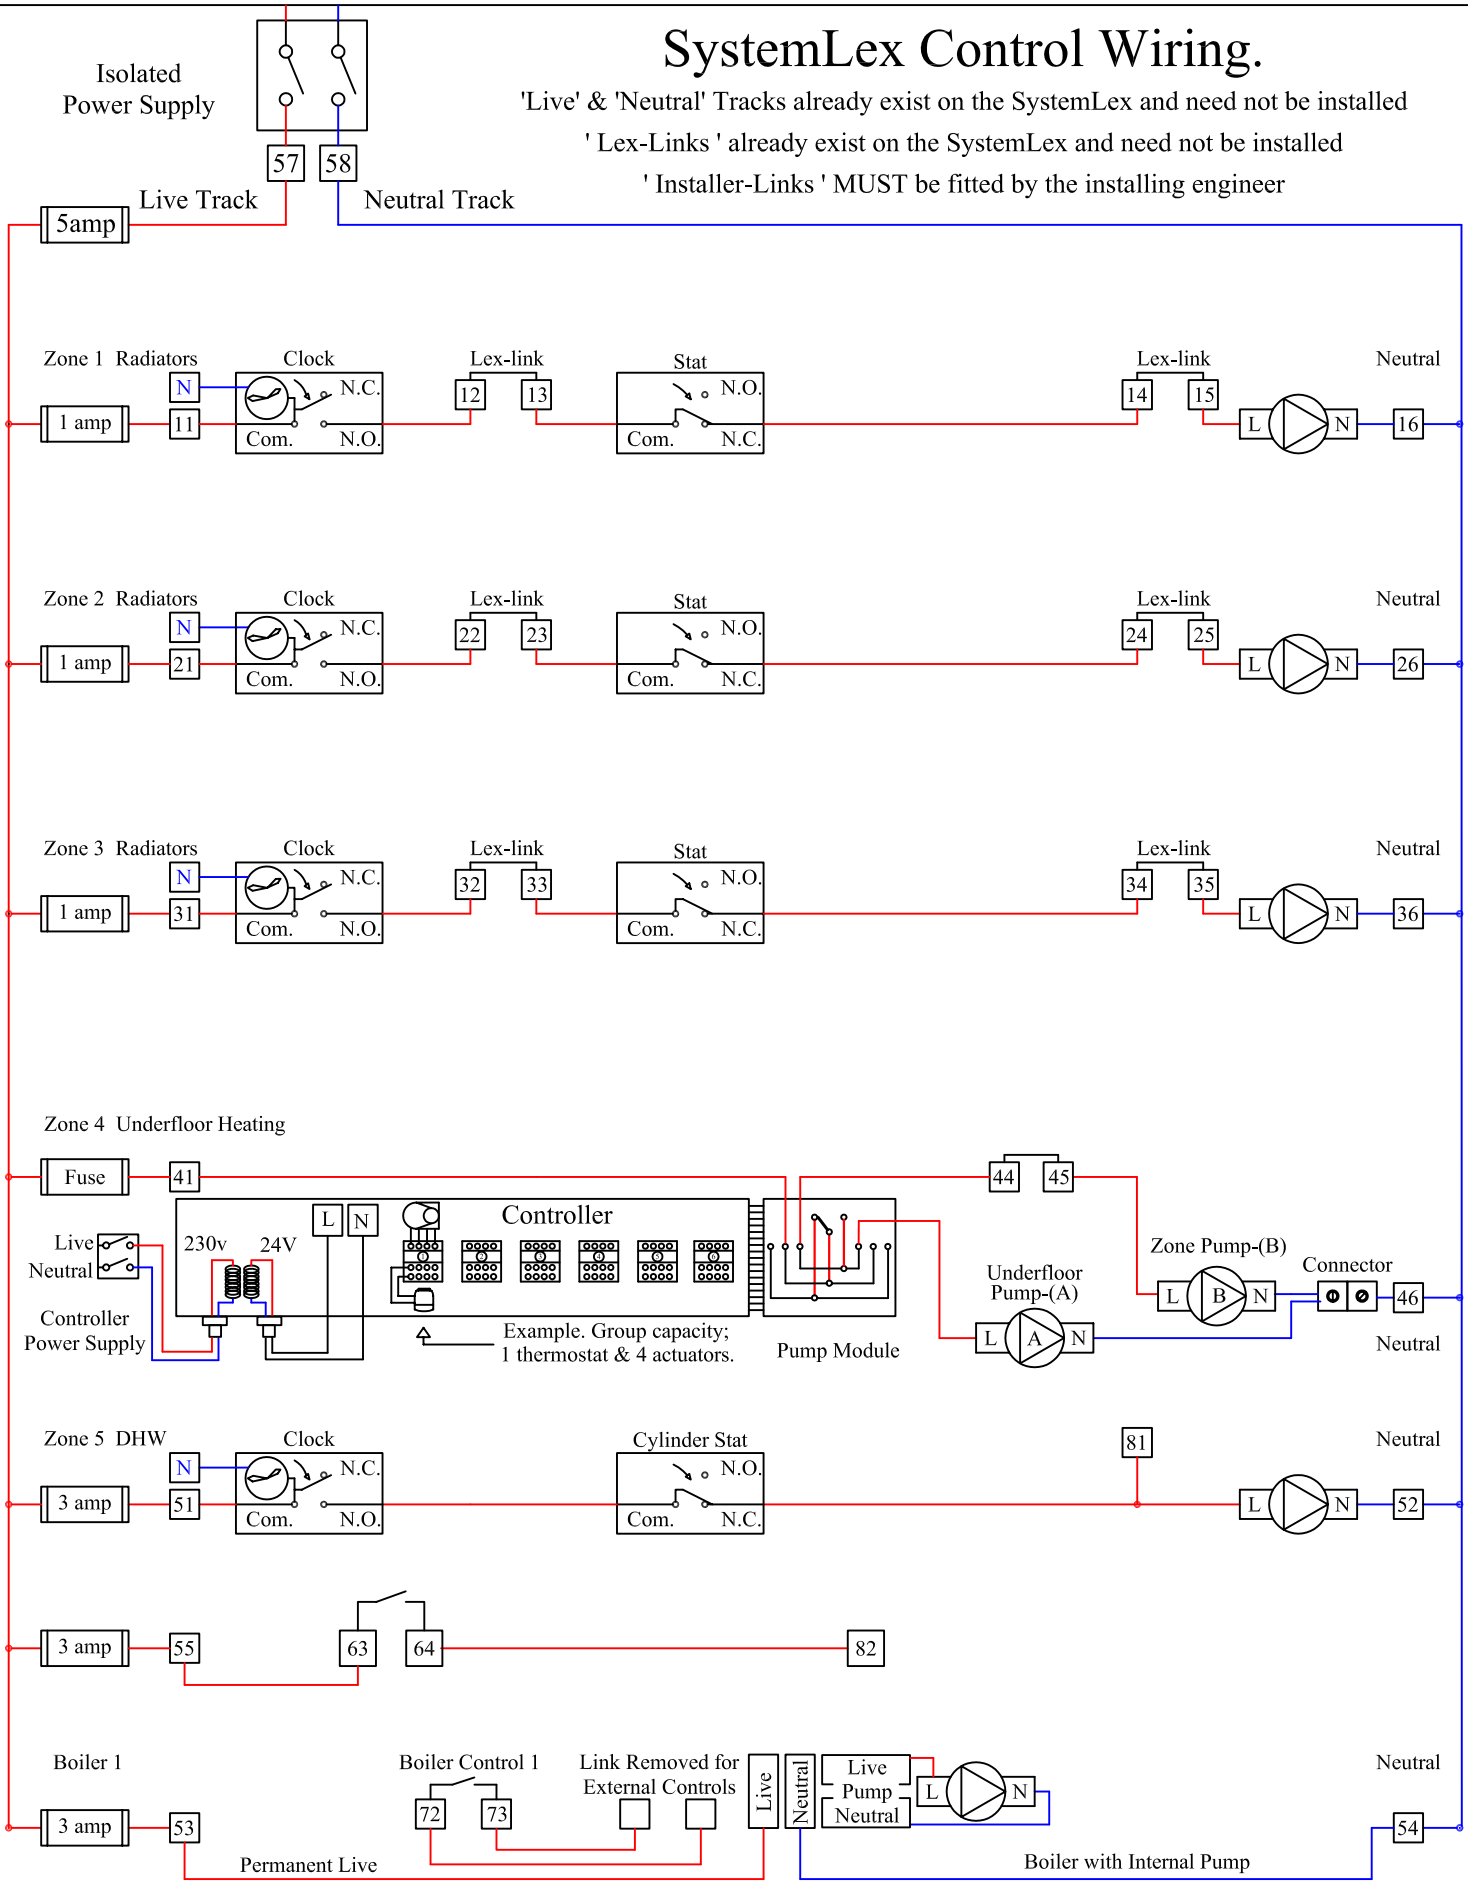 SystemLex Control Wiring.
Isolated
Power Supply
'Live' & 'Neutral' Tracks already exist on the SystemLex and need not be installed
' Lex-Links ' already exist on the SystemLex and need not be installed
' Installer-Links ' MUST be fitted by the installing engineer
57 58
Live Track Neutral Track
5amp
Zone 1 Radiators Clock Lex-link Stat Lex-link Neutral
N N.C. 12 13 N.O. 14 15
1 amp 11 Com. N.O. Com. N.C. L N 16
Zone 2 Radiators Clock Lex-link Stat Lex-link Neutral
N N.C. 22 23 N.O. 24 25
1 amp 21 Com. N.O. Com. N.C. L N 26
Zone 3 Radiators Clock Lex-link Stat Lex-link Neutral
N N.C. 32 33 N.O. 34 35
1 amp 31 Com. N.O. Com. N.C. L N 36
Zone 4 Underfloor Heating
Fuse 41 44 45
L N Controller
Live 230v 24V
Neutral
1 2 3 4 5 6
Controller
Power Supply
Example. Group capacity;
1 thermostat & 4 actuators.
Pump Module
Underfloor
Pump-(A)
L A N
Zone Pump-(B)
L B N
Connector
46
Neutral
Zone 5 DHW Clock Cylinder Stat 81 Neutral
N N.C. N.O.
3 amp 51 Com. N.O. Com. N.C. L N 52
3 amp 55 63 64 82
Boiler 1 Boiler Control 1 Link Removed for
External Controls
Live Neutral
Live
Pump
Neutral
L N
Neutral
3 amp 53 72 73 54
Permanent Live Boiler with Internal Pump